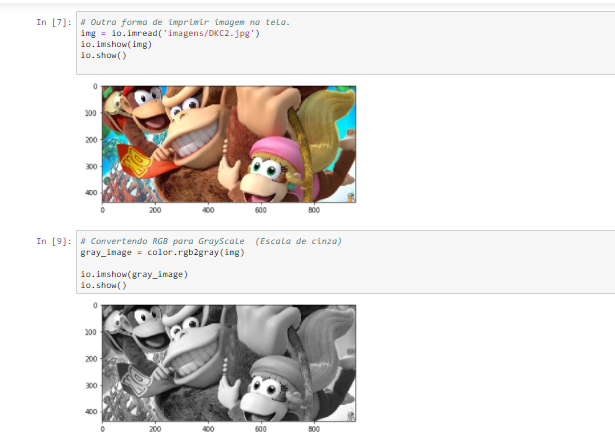 In [7]: # Outra forma de imprimir imagem na tela.
img = io.imread('imagens/DKC2.jpg')
io.imshow(img)
io.show()
0
100
200
300
400
0 200 400 600 800
In [9]: # Convertendo RGB para GrayScale (Escala de cinza)
gray_image = color.rgb2gray(img)
io.imshow(gray_image)
io.show()
0
100
200
300
400
0 200 400 600 800